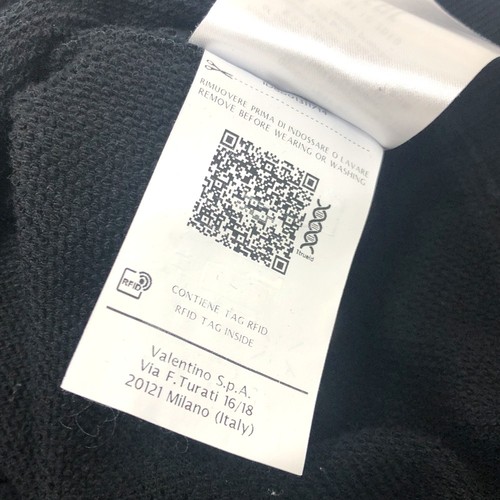 RIMUOVERE PRIMA DI INDOSSARE O LAVARE
REMOVE BEFORE WEARING OR WASHING
RFID
CONTIENE TAG RFID
RFID TAG INSIDE
Valentino S.p.A.
Via F.Turati 16/18
20121 Milano (Italy)